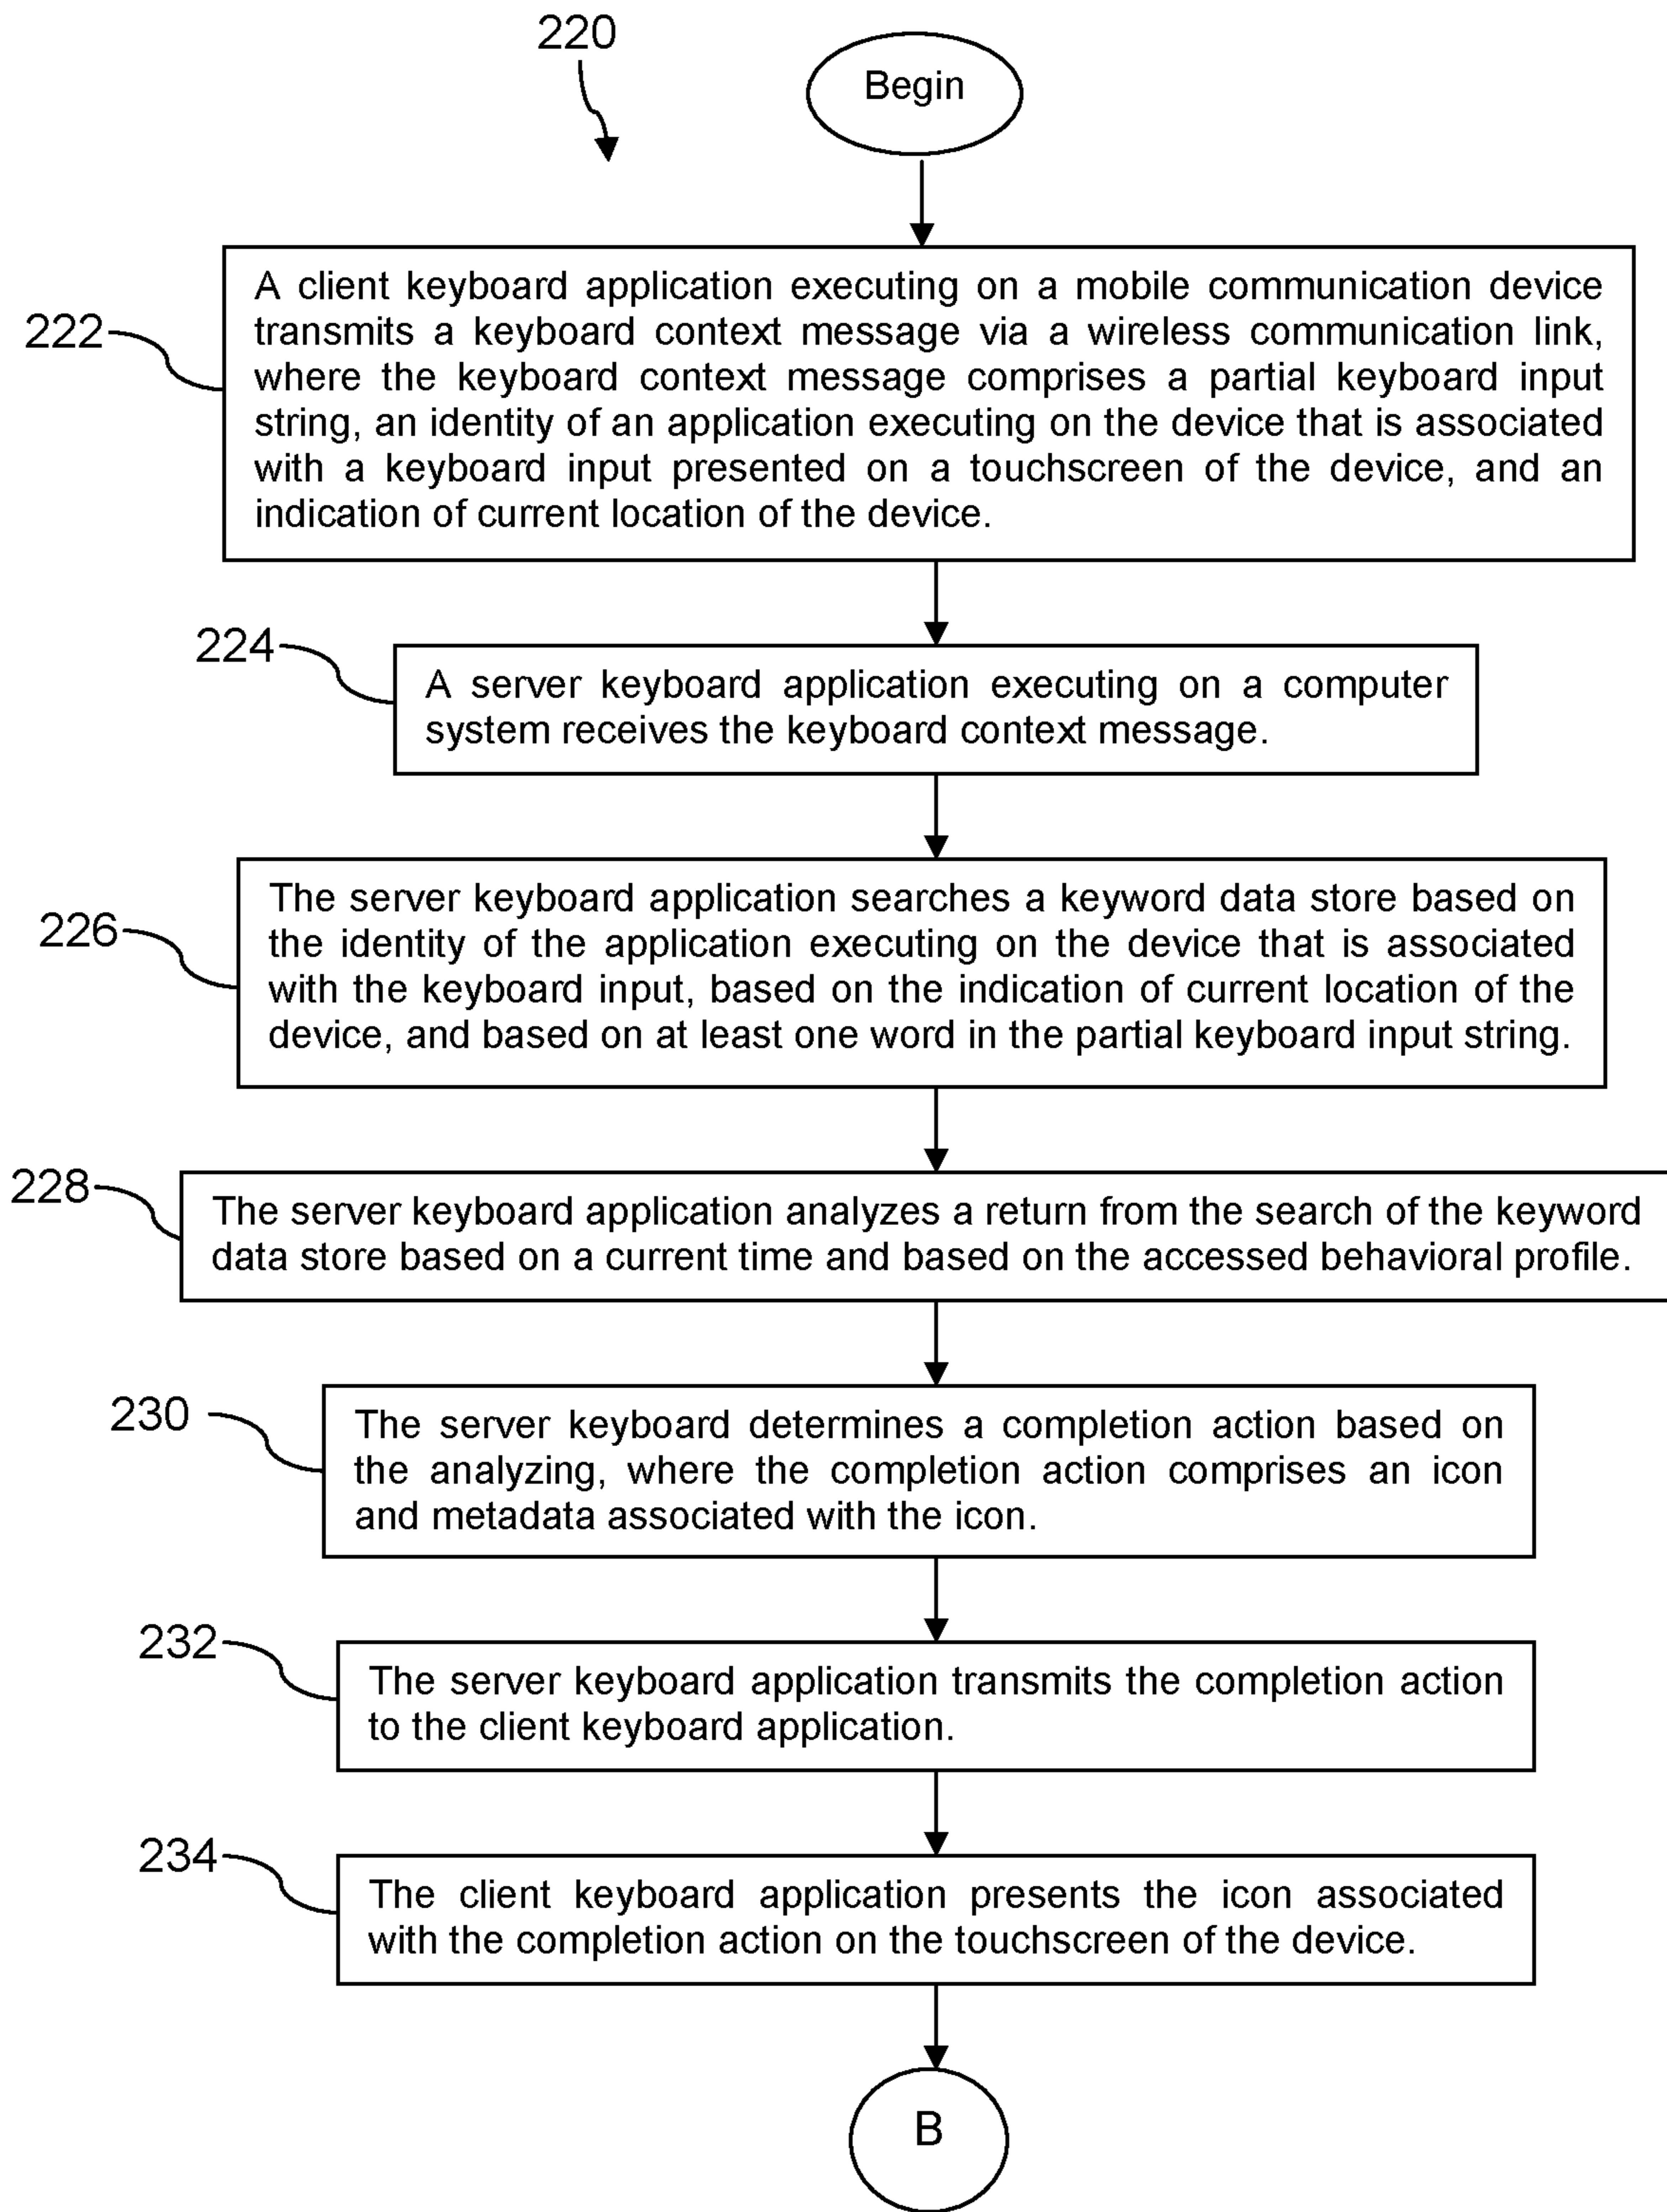 220
Begin
222
A client keyboard application executing on a mobile communication device
transmits a keyboard context message via a wireless communication link,
where the keyboard context message comprises a partial keyboard input
string, an identity of an application executing on the device that is associated
with a keyboard input presented on a touchscreen of the device, and an
indication of current location of the device.
224
A server keyboard application executing on a computer
system receives the keyboard context message.
226
The server keyboard application searches a keyword data store based on
the identity of the application executing on the device that is associated
with the keyboard input, based on the indication of current location of the
device, and based on at least one word in the partial keyboard input string.
228
The server keyboard application analyzes a return from the search of the keyword
data store based on a current time and based on the accessed behavioral profile.
230
The server keyboard determines a completion action based on
the analyzing, where the completion action comprises an icon
and metadata associated with the icon.
232
The server keyboard application transmits the completion action
to the client keyboard application.
234
The client keyboard application presents the icon associated
with the completion action on the touchscreen of the device.
B